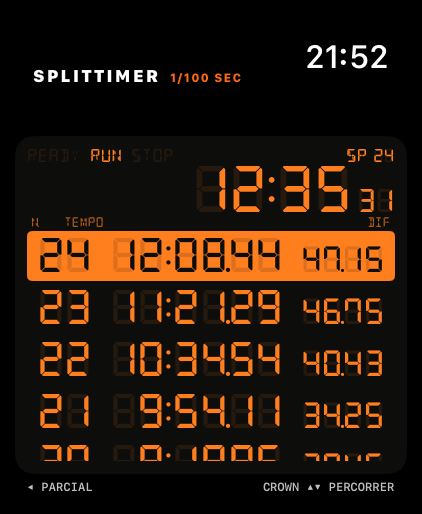 21:52
SPLITTIMER 1/100 SEC
READY RUN STOP SP 24
12:35 31
N TEMPO DIF
24 12:08.44 47.15
23 11:21.29 46.75
22 10:34.54 40.43
21 9:54.11 34.25
◂ PARCIAL CROWN ▴▾ PERCORRER